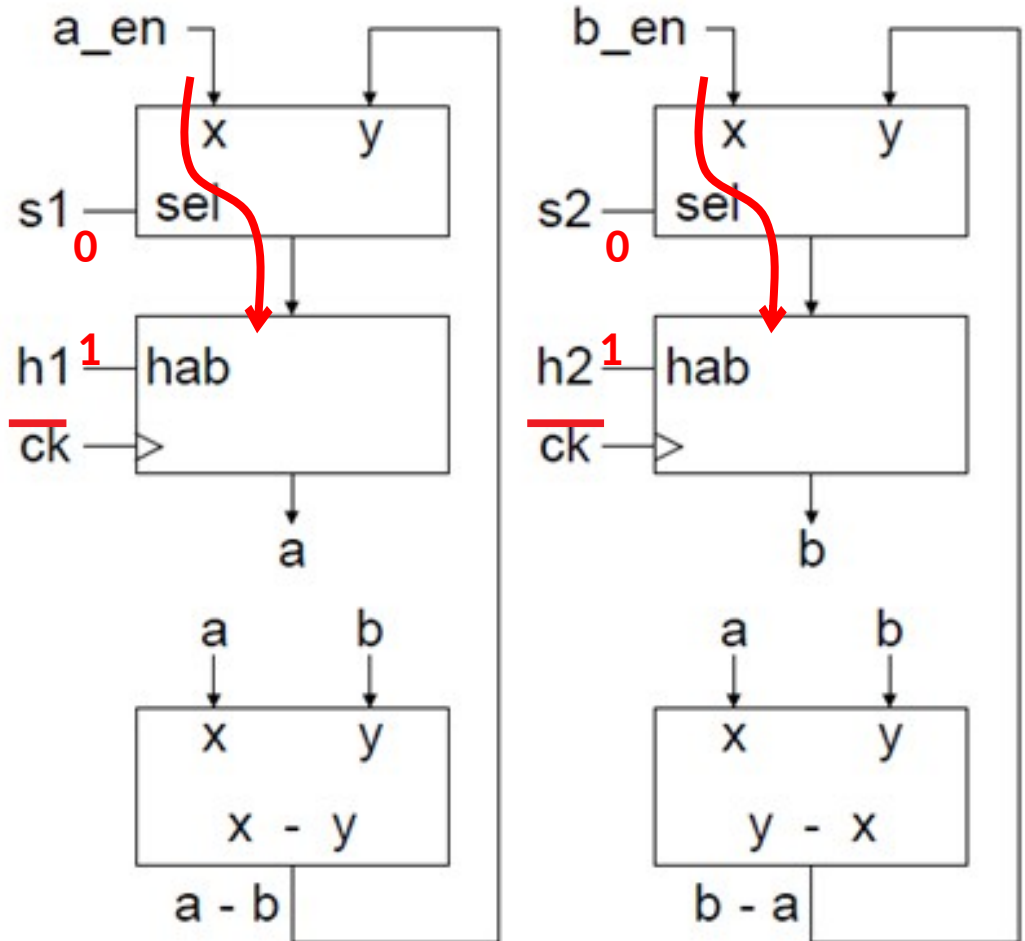 a_en b_en
x y x y
s1 sel s2 sel
0 0
h1 1 hab h2 1 hab
ck ck
a b
a b a b
x y x y
x - y y - x
a - b b - a